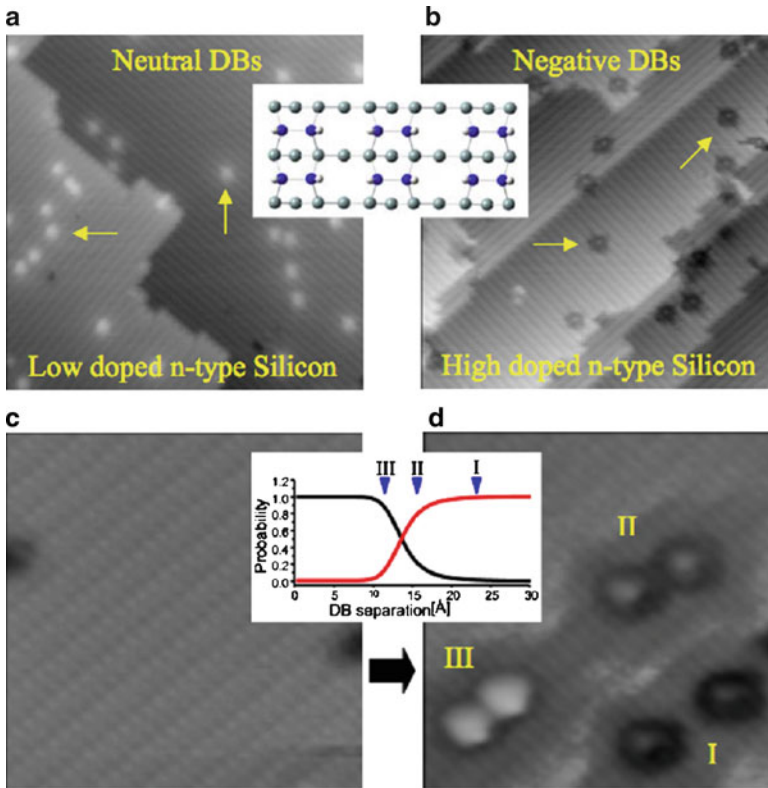 a
b
Neutral DBs
Negative DBs
Low doped n-type Silicon
High doped n-type Silicon
c
d
III II I
1.2
1.0
0.8
0.6
0.4
0.2
0.0
Probability
0 5 10 15 20 25 30
DB separation[Å]
II
III
I